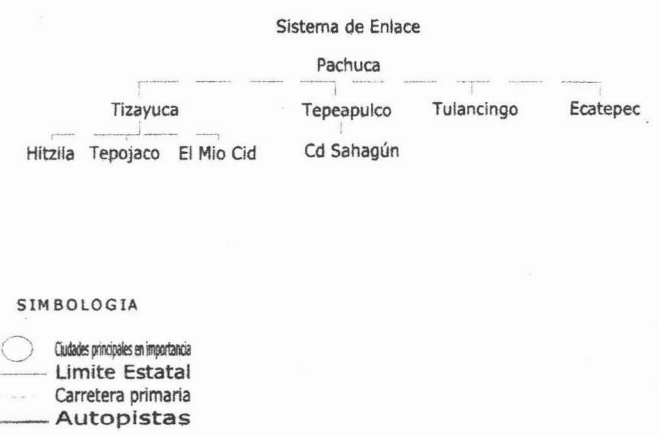 Sistema de Enlace
Pachuca
Tizayuca Tepeapulco Tulancingo Ecatepec
Hitzila Tepojaco El Mio Cid Cd Sahagún
SIMBOLOGIA
Ciudades principales en importancia
Limite Estatal
Carretera primaria
Autopistas